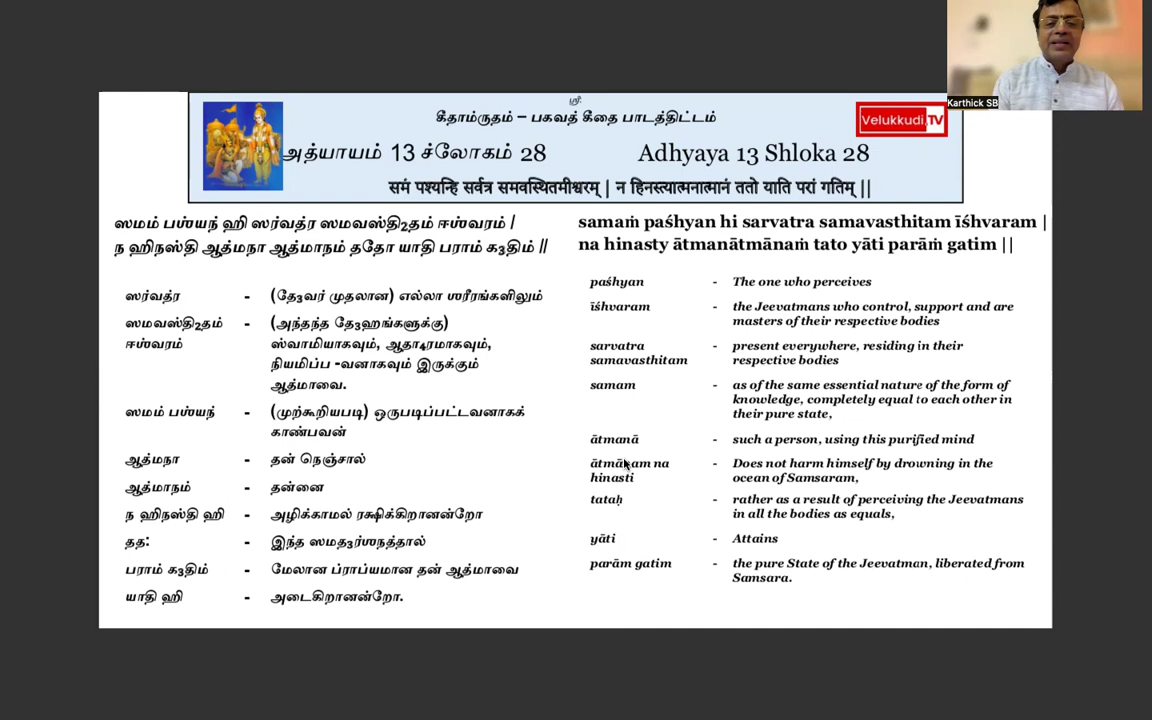 Karthick SB
ஸ்ரீ:
கீதாம்ருதம் – பகவத் கீதை பாடத்திட்டம்
Velukkudi.TV
அத்யாயம் 13 ச்லோகம் 28 Adhyaya 13 Shloka 28
समं पश्यन्हि सर्वत्र समवस्थितमीश्वरम् | न हिनस्त्यात्मनात्मानं ततो याति परां गतिम् ||
ஸமம் பஶ்யந் ஹி ஸர்வத்ர ஸமவஸ்தி2தம் ஈஶ்வரம் |
ந ஹிநஸ்தி ஆத்மநா ஆத்மாநம் ததோ யாதி பராம் க3திம் ||
ஸர்வத்ர - (தே3வர் முதலான) எல்லா ஶரீரங்களிலும்
ஸமவஸ்தி2தம் - (அந்தந்த தே3ஹங்களுக்கு)
ஈஶ்வரம் ஸ்வாமியாகவும், ஆதா4ரமாகவும்,
நியமிப்ப -வனாகவும் இருக்கும்
ஆத்மாவை.
ஸமம் பஶ்யந் - (முற்கூறியபடி) ஒருபடிப்பட்டவனாகக்
காண்பவன்
ஆத்மநா - தன் நெஞ்சால்
ஆத்மாநம் - தன்னை
ந ஹிநஸ்தி ஹி - அழிக்காமல் ரக்ஷிக்கிறானன்றோ
தத: - இந்த ஸமத3ர்ஶநத்தால்
பராம் க3திம் - மேலான ப்ராப்யமான தன் ஆத்மாவை
யாதி ஹி - அடைகிறானன்றோ.
samaṁ paśhyan hi sarvatra samavasthitam īśhvaram |
na hinasty ātmanātmānaṁ tato yāti parāṁ gatim ||
paśhyan - The one who perceives
īśhvaram - the Jeevatmans who control, support and are
masters of their respective bodies
sarvatra - present everywhere, residing in their
samavasthitam respective bodies
samam - as of the same essential nature of the form of
knowledge, completely equal to each other in
their pure state,
ātmanā - such a person, using this purified mind
ātmānam na - Does not harm himself by drowning in the
hinasti ocean of Samsaram,
tataḥ - rather as a result of perceiving the Jeevatmans
in all the bodies as equals,
yāti - Attains
parām gatim - the pure State of the Jeevatman, liberated from
Samsara.